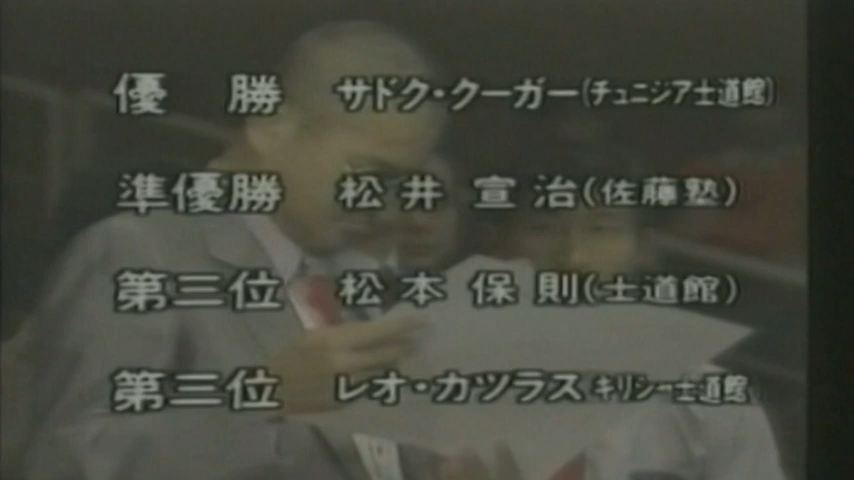 優勝 サドク・クーガー(チュニジア士道館)
準優勝 松井宣治(佐藤塾)
第三位 松本保則(士道館)
第三位 レオ・カツラス キリシー士道館)